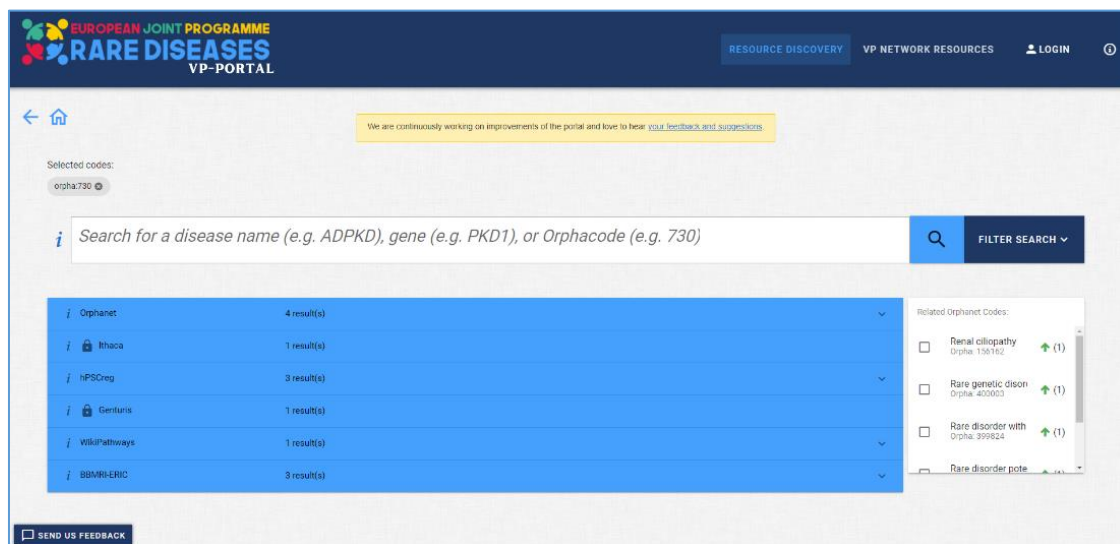 EUROPEAN JOINT PROGRAMME
RARE DISEASES
VP-PORTAL
RESOURCE DISCOVERY
VP NETWORK RESOURCES
LOGIN
We are continuously working on improvements of the portal and love to hear your feedback and suggestions.
Selected codes:
orpha:730
i Search for a disease name (e.g. ADPKD), gene (e.g. PKD1), or Orphacode (e.g. 730)
FILTER SEARCH
i Orphanet 4 result(s)
i Ithaca 1 result(s)
i hPSCreg 3 result(s)
i Genturis 1 result(s)
i WikiPathways 1 result(s)
i BBMRI-ERIC 3 result(s)
Related Orphanet Codes:
Renal ciliopathy (1)
Orpha: 156162
Rare genetic disor (1)
Orpha: 400003
Rare disorder with (1)
Orpha: 399824
Rare disorder pote
SEND US FEEDBACK